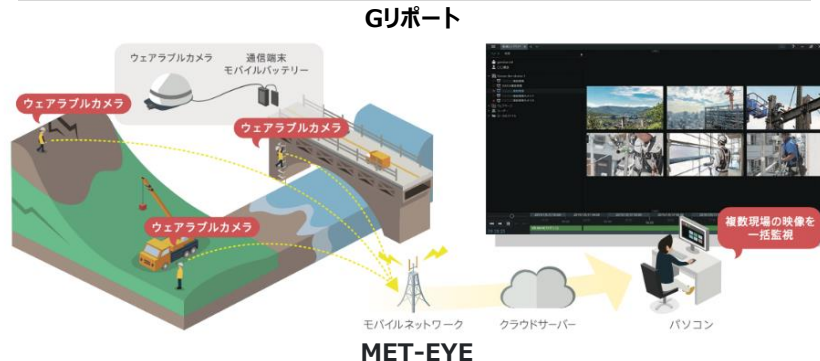 Gリポート
ウェアラブルカメラ
通信端末
モバイルバッテリー
ウェアラブルカメラ
ウェアラブルカメラ
ウェアラブルカメラ
複数現場の映像を
一括監視
モバイルネットワーク
クラウドサーバー
パソコン
MET-EYE